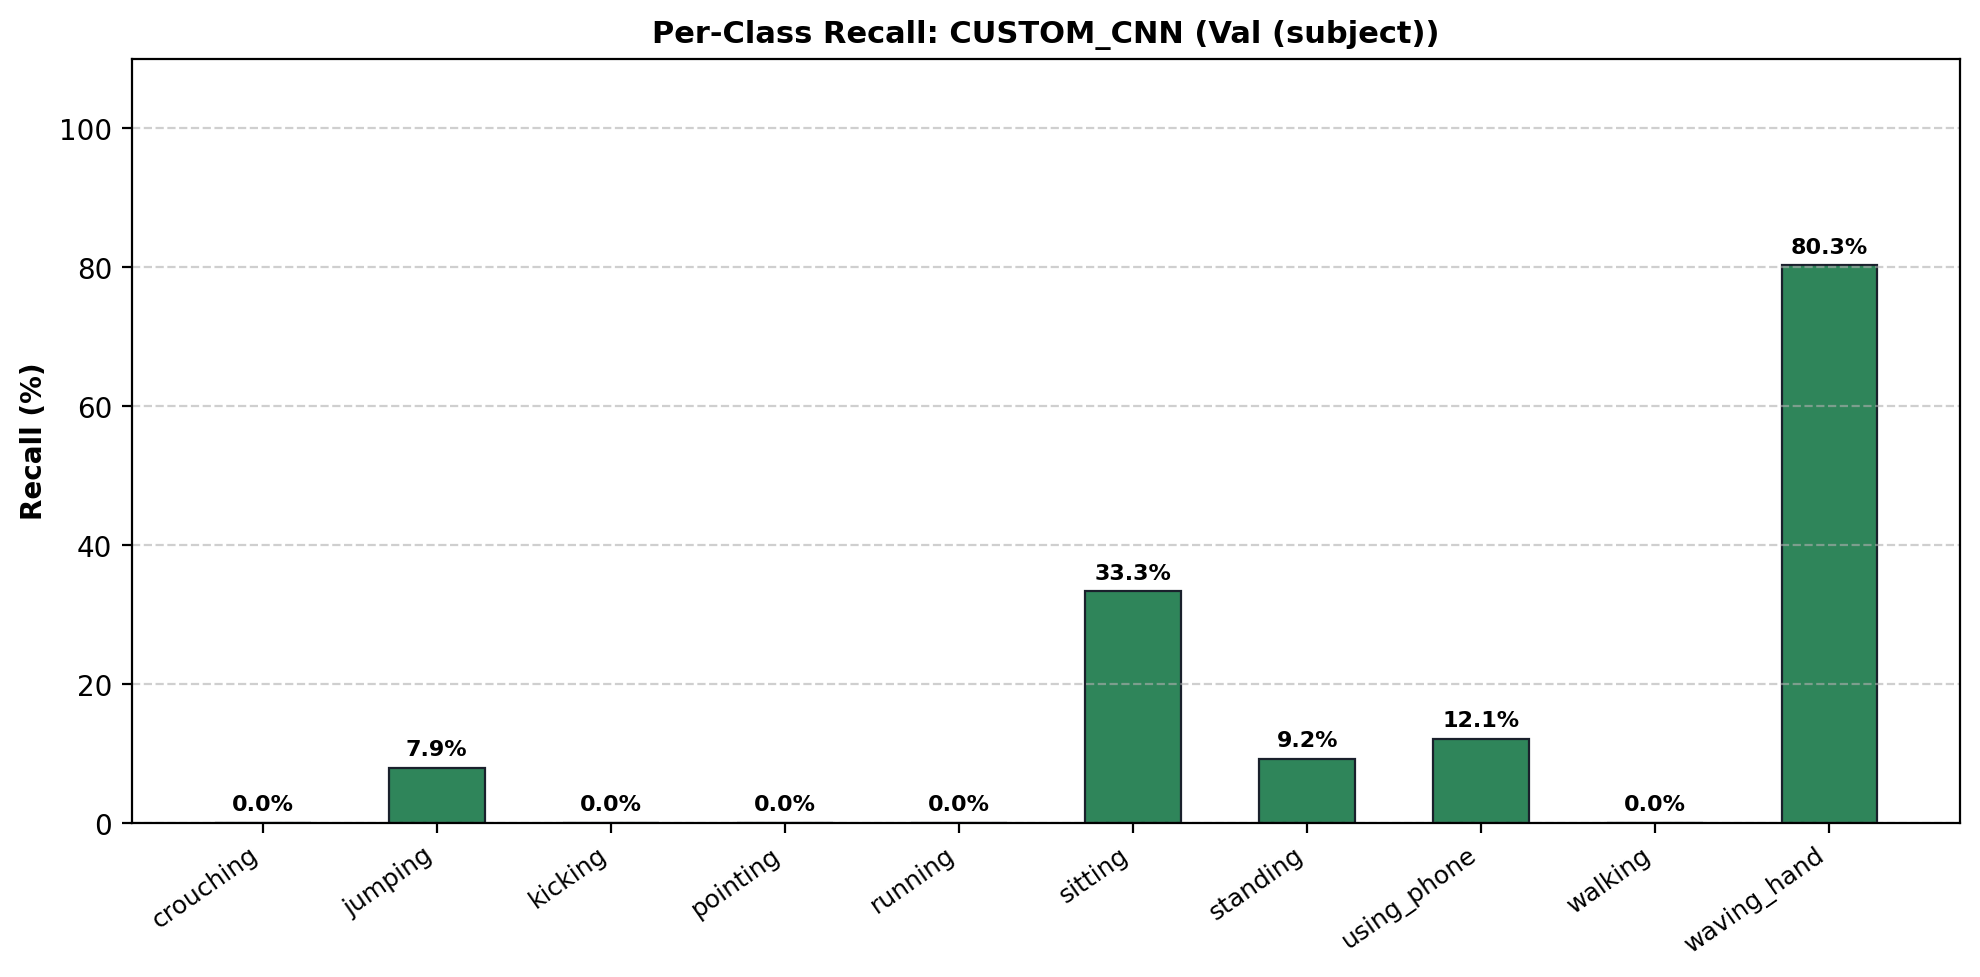 Per-Class Recall: CUSTOM_CNN (Val (subject))
Recall (%)
100
80
60
40
20
0
0.0%
7.9%
0.0%
0.0%
0.0%
33.3%
9.2%
12.1%
0.0%
80.3%
crouching
jumping
kicking
pointing
running
sitting
standing
using_phone
walking
waving_hand